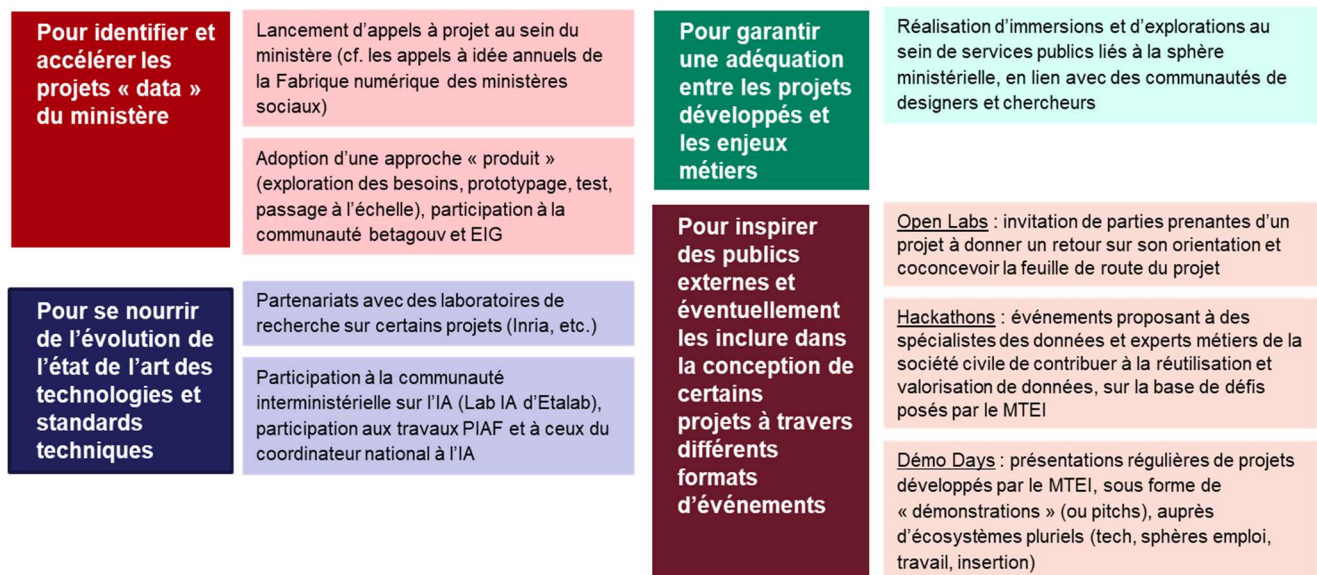 Pour identifier et
accélérer les
projets « data »
du ministère
Lancement d’appels à projet au sein du
ministère (cf. les appels à idée annuels de
la Fabrique numérique des ministères
sociaux)
Adoption d’une approche « produit »
(exploration des besoins, prototypage, test,
passage à l’échelle), participation à la
communauté betagouv et EIG
Pour se nourrir
de l’évolution de
l’état de l’art des
technologies et
standards
techniques
Partenariats avec des laboratoires de
recherche sur certains projets (Inria, etc.)
Participation à la communauté
interministérielle sur l’IA (Lab IA d’Etalab),
participation aux travaux PIAF et à ceux du
coordinateur national à l’IA
Pour garantir
une adéquation
entre les projets
développés et
les enjeux
métiers
Réalisation d’immersions et d’explorations au
sein de services publics liés à la sphère
ministérielle, en lien avec des communautés de
designers et chercheurs
Pour inspirer
des publics
externes et
éventuellement
les inclure dans
la conception de
certains
projets à travers
différents
formats
d’événements
Open Labs : invitation de parties prenantes d’un
projet à donner un retour sur son orientation et
coconcevoir la feuille de route du projet
Hackathons : événements proposant à des
spécialistes des données et experts métiers de la
société civile de contribuer à la réutilisation et
valorisation de données, sur la base de défis
posés par le MTEI
Démo Days : présentations régulières de projets
développés par le MTEI, sous forme de
« démonstrations » (ou pitchs), auprès
d’écosystèmes pluriels (tech, sphères emploi,
travail, insertion)